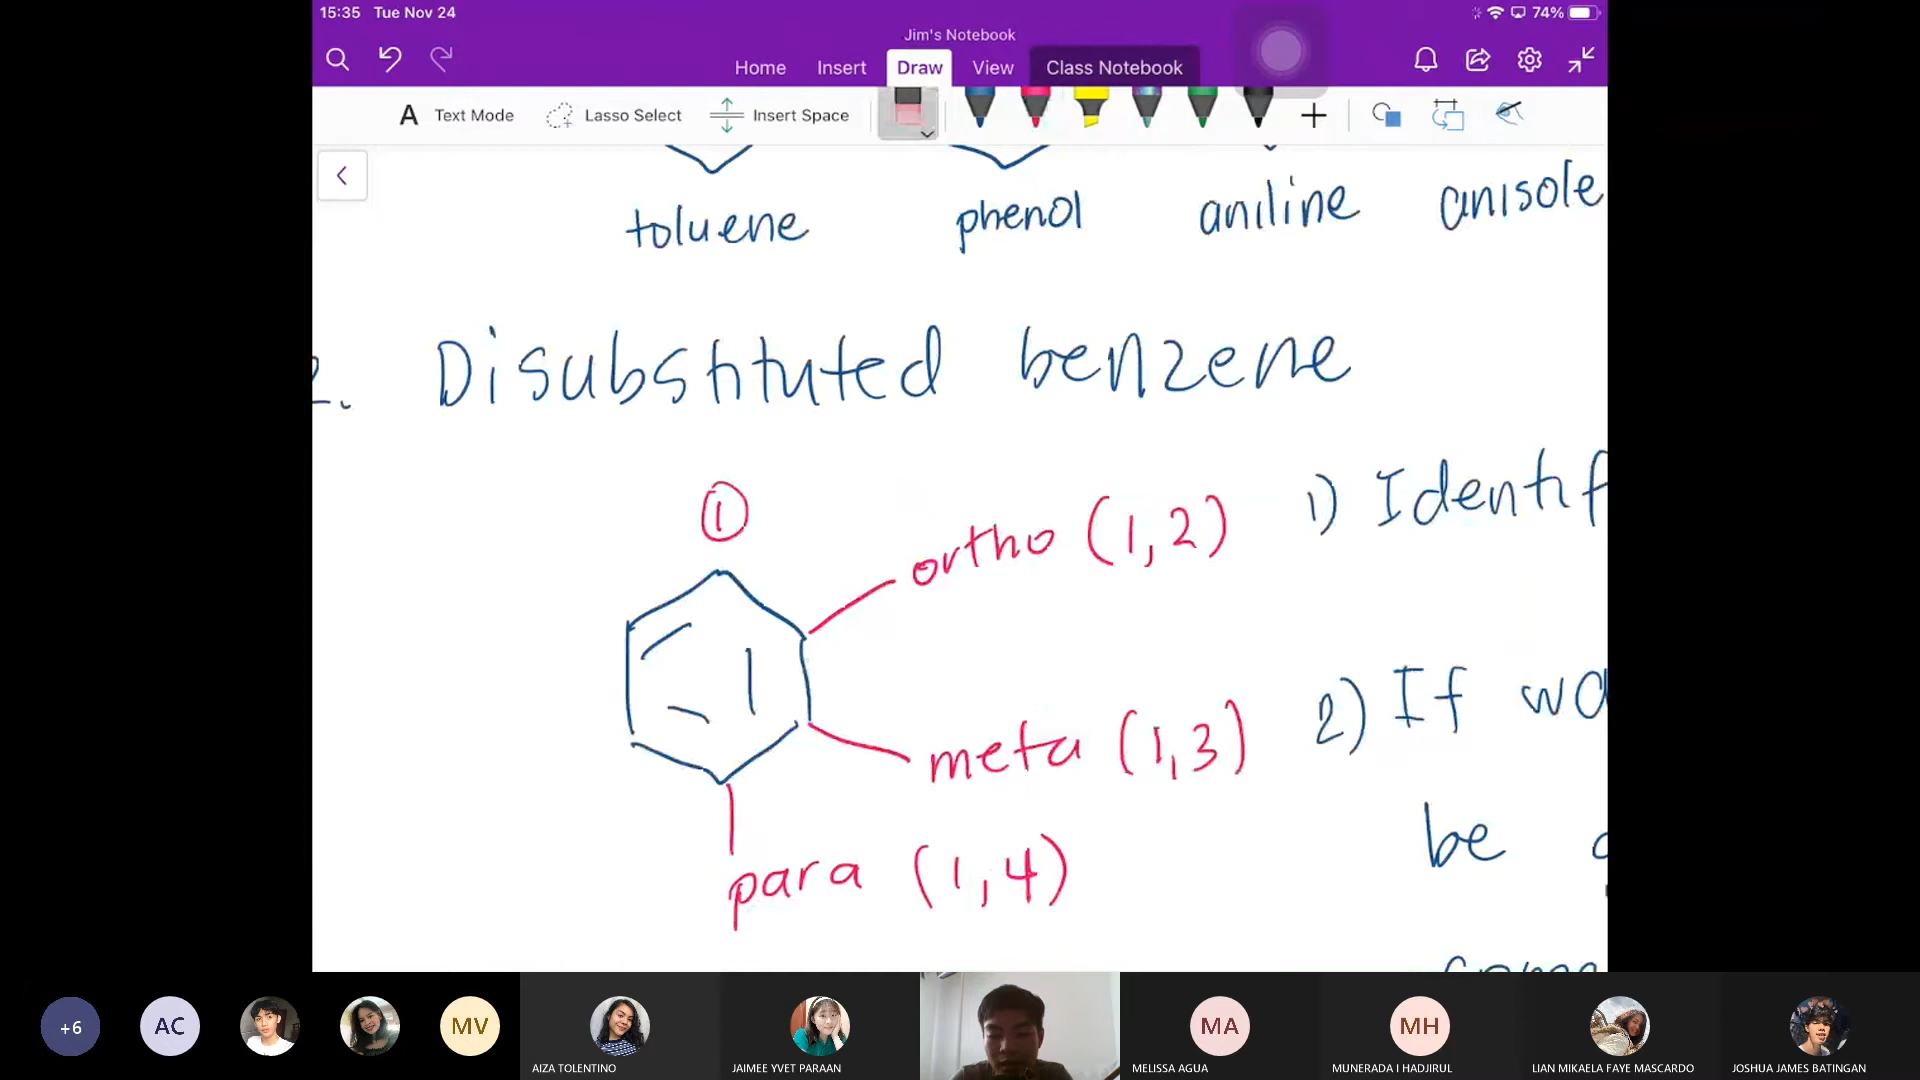 15:35 Tue Nov 24
74%
Jim's Notebook
Home Insert Draw View Class Notebook
A Text Mode Lasso Select Insert Space
toluene phenol aniline anisole
2. Disubstituted benzene
1
ortho (1,2)
1) Identif
meta (1,3)
2) If
be
para (1,4)
+6 AC MV MA MH
AIZA TOLENTINO JAIMEE YVET PARAAN MELISSA AGUA MUNERADA I HADJIRUL LIAN MIKAELA FAYE MASCARDO JOSHUA JAMES BATINGAN